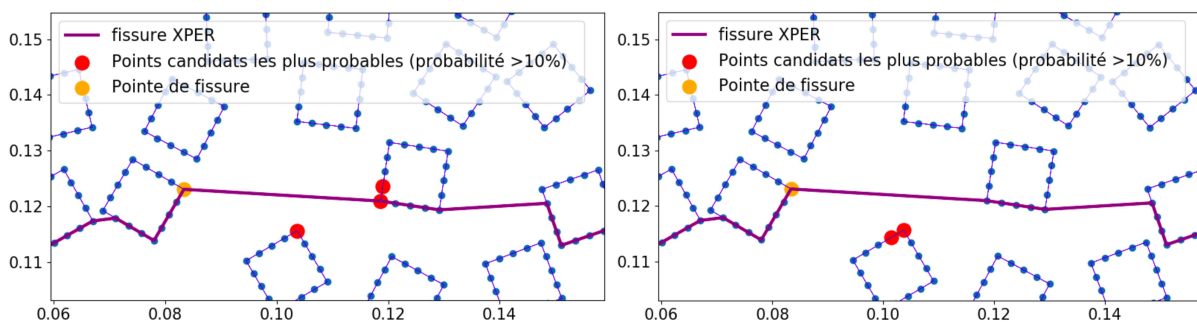 fissure XPER
Points candidats les plus probables (probabilité >10%)
Pointe de fissure
0.15
0.14
0.13
0.12
0.11
0.06 0.08 0.10 0.12 0.14
fissure XPER
Points candidats les plus probables (probabilité >10%)
Pointe de fissure
0.15
0.14
0.13
0.12
0.11
0.06 0.08 0.10 0.12 0.14